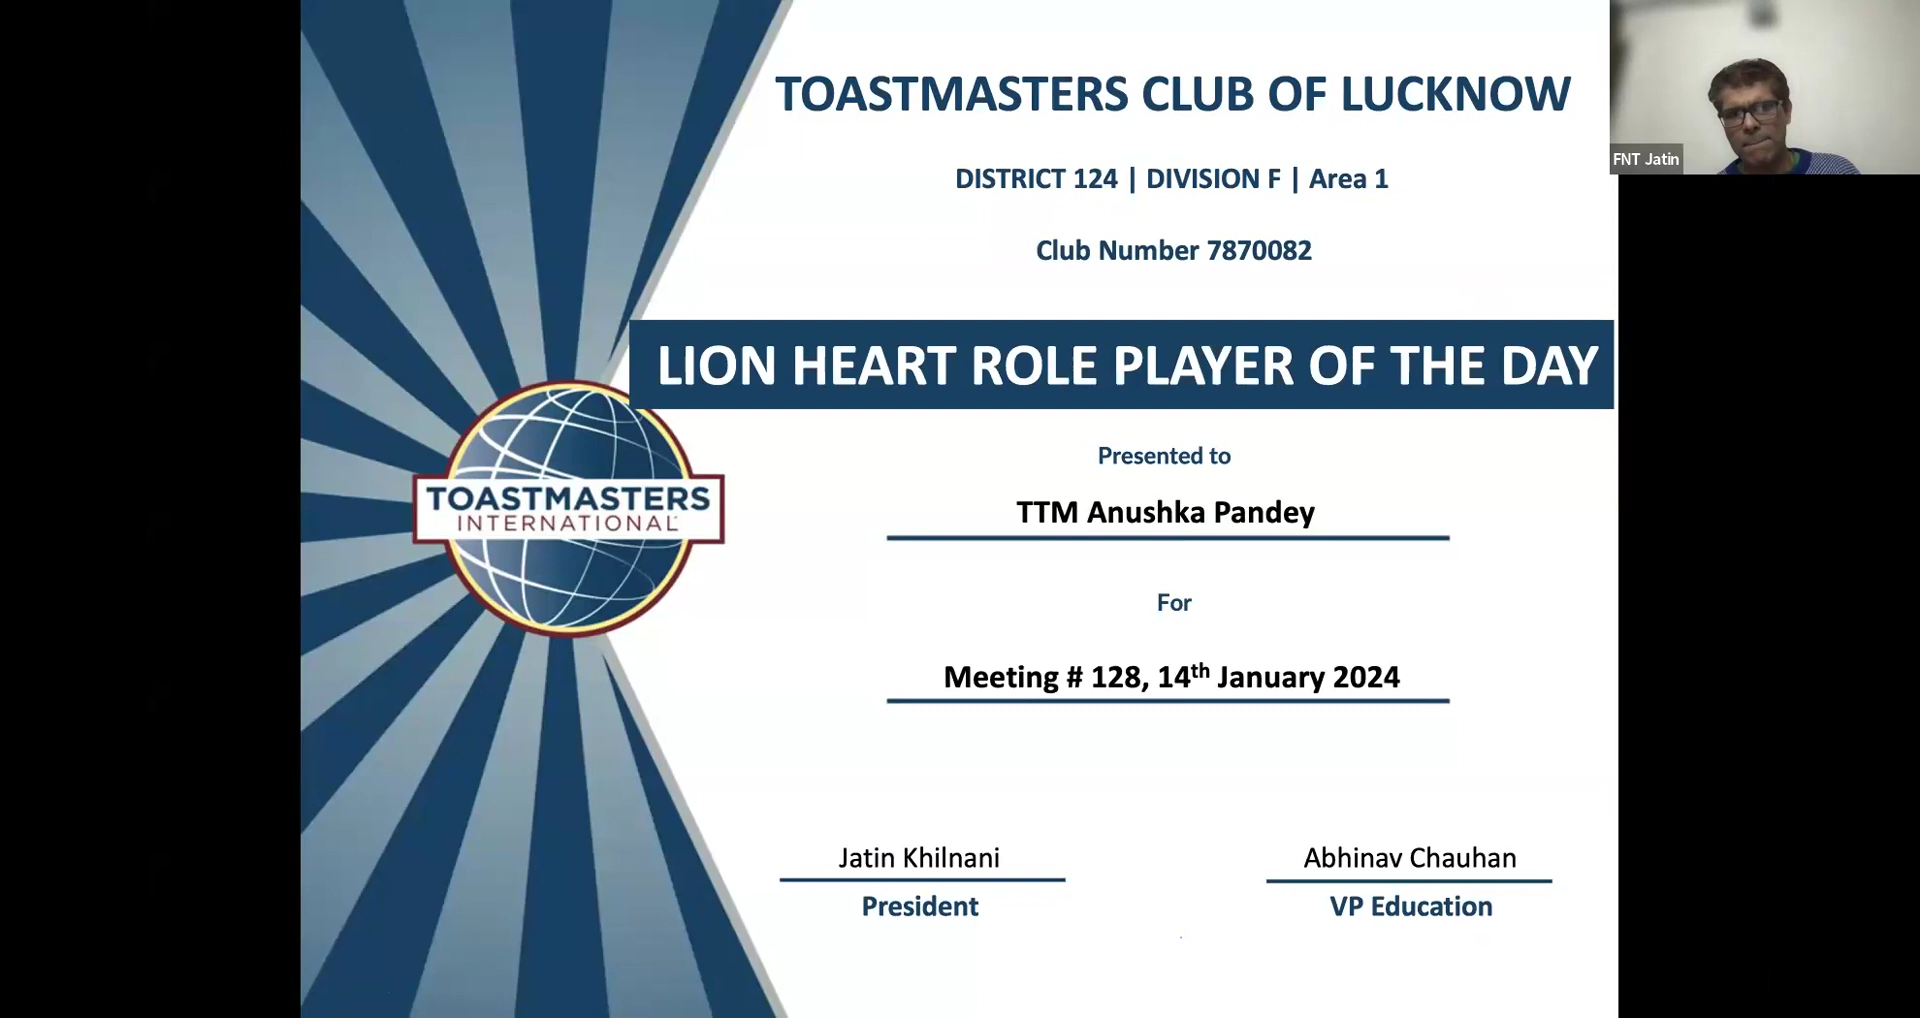 TOASTMASTERS CLUB OF LUCKNOW
FNT Jatin
DISTRICT 124 | DIVISION F | Area 1
Club Number 7870082
LION HEART ROLE PLAYER OF THE DAY
Presented to
TOASTMASTERS
INTERNATIONAL
TTM Anushka Pandey
For
Meeting # 128, 14th January 2024
Jatin Khilnani
President
Abhinav Chauhan
VP Education